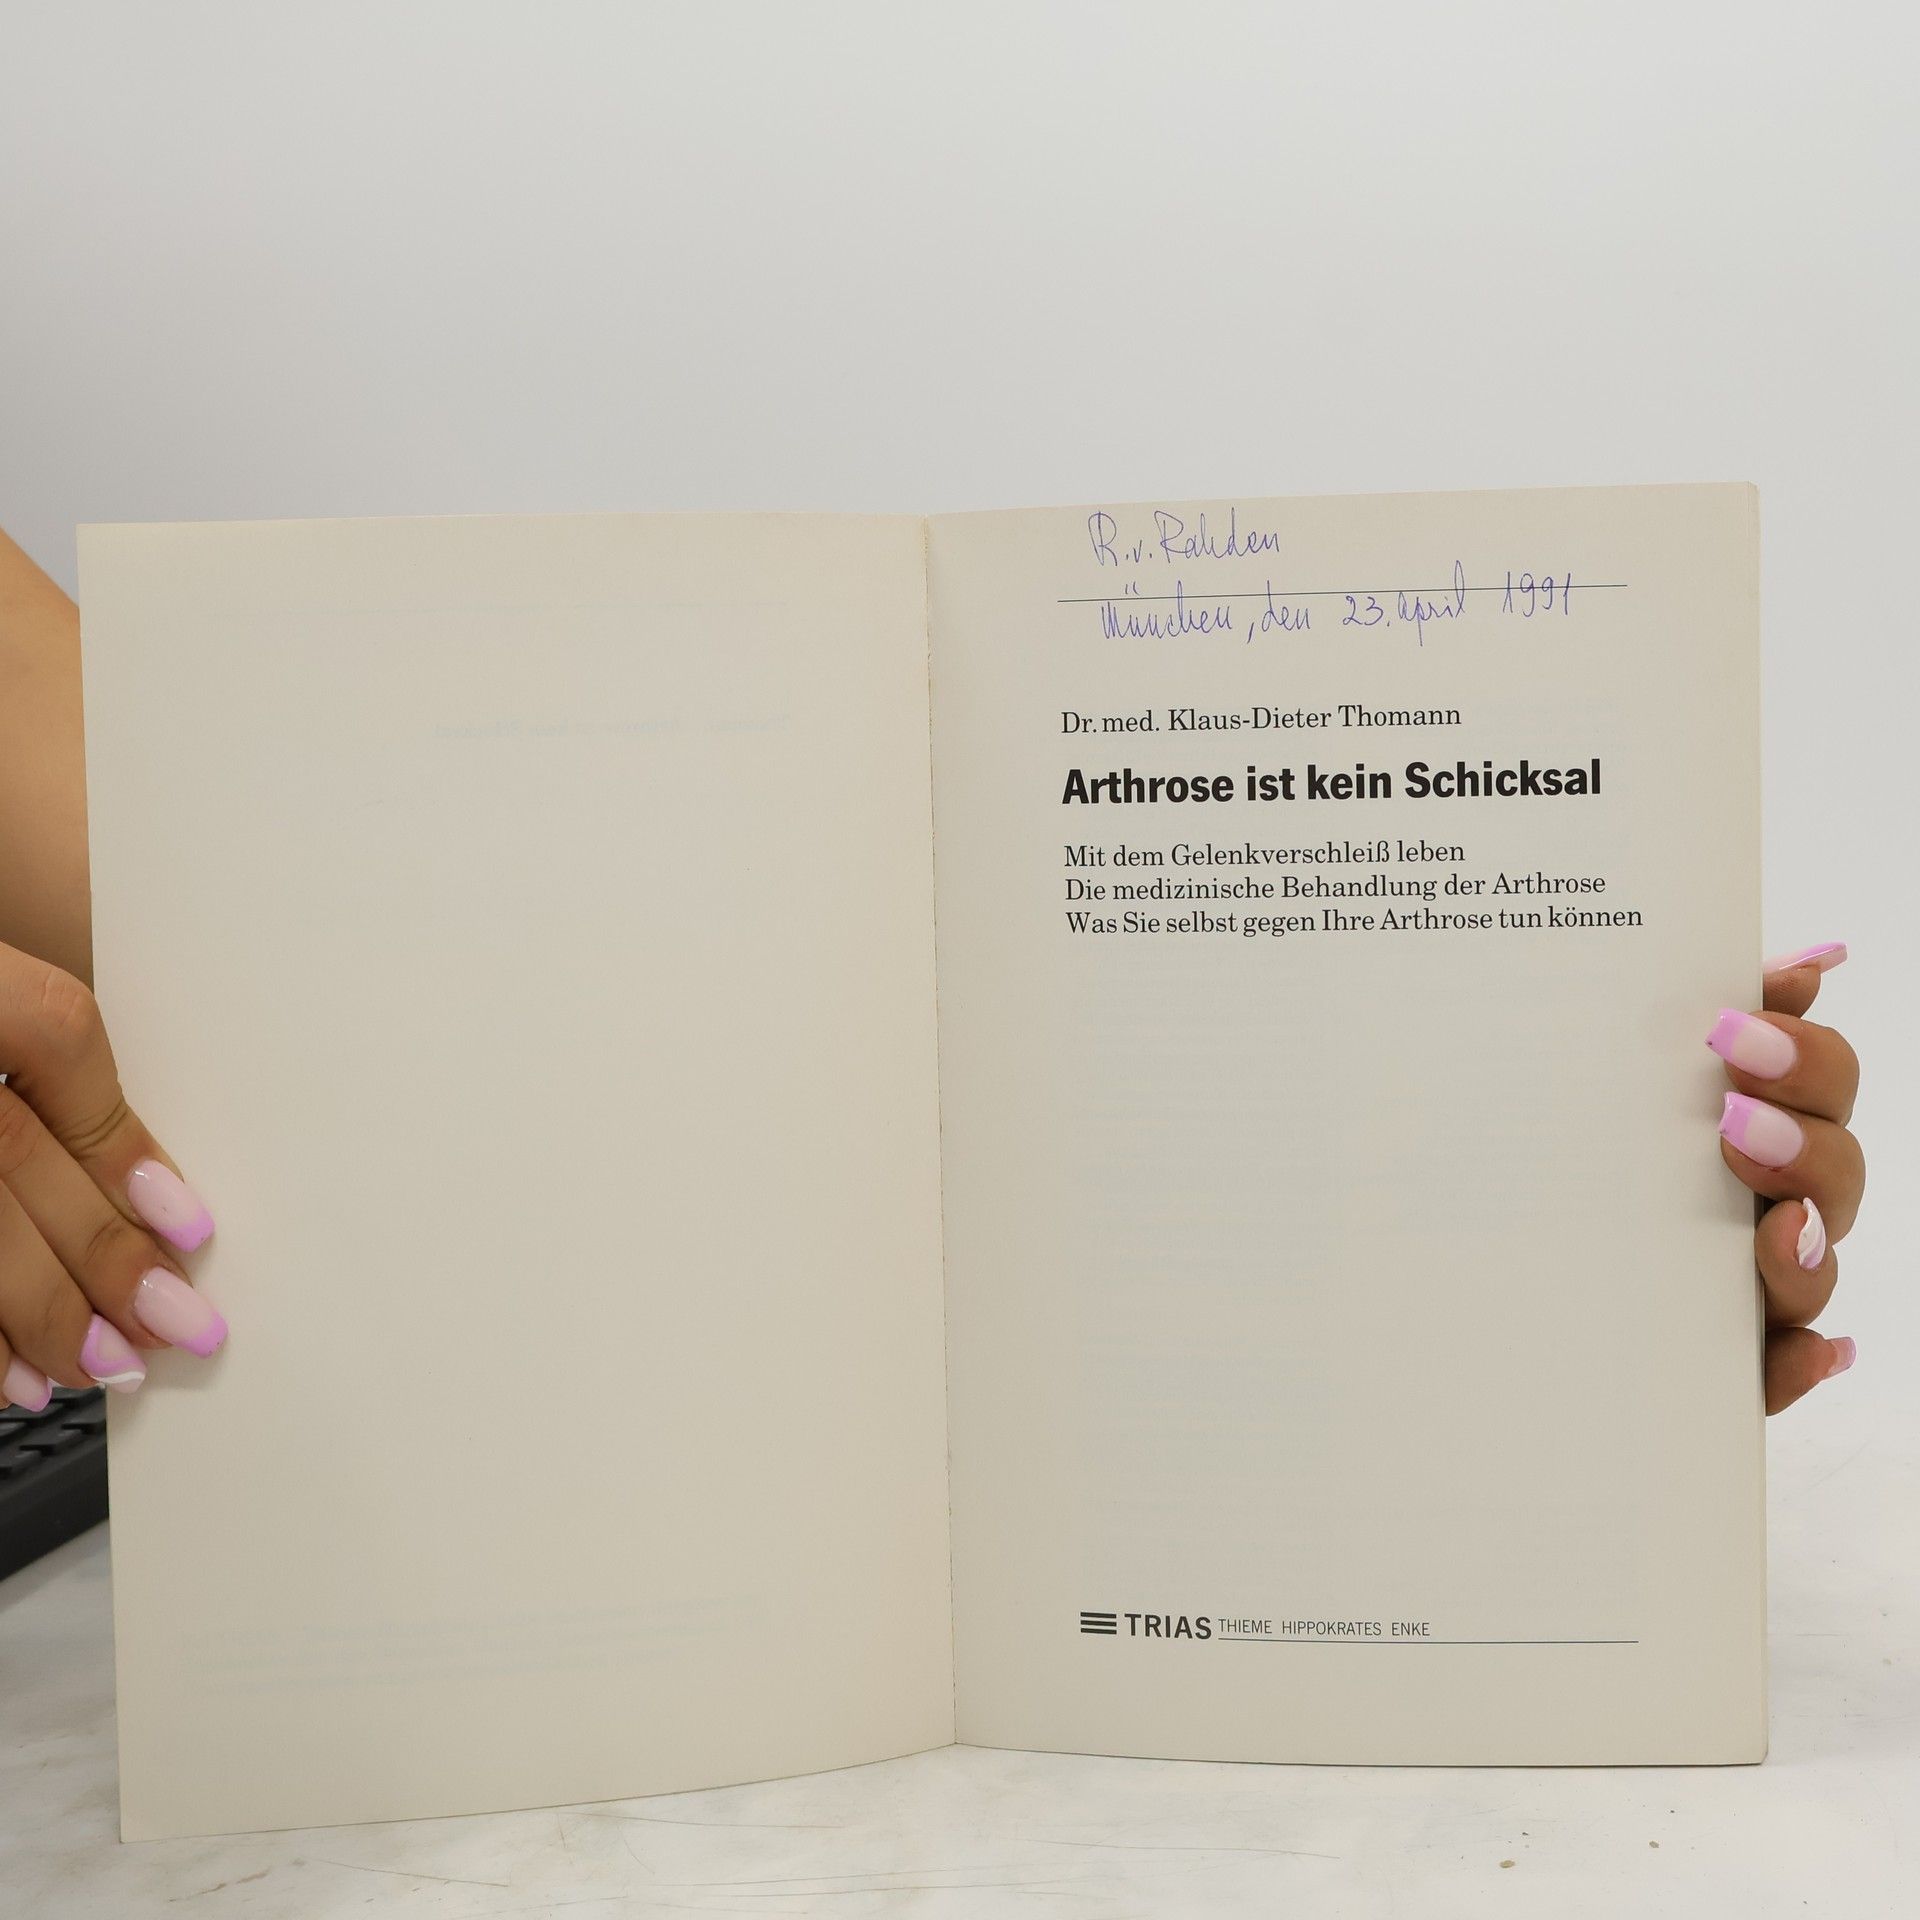 R.v. Rahden
München, den 23. April 1991
Dr. med. Klaus-Dieter Thomann
Arthrose ist kein Schicksal
Mit dem Gelenkverschleiß leben
Die medizinische Behandlung der Arthrose
Was Sie selbst gegen Ihre Arthrose tun können
TRIAS THIEME HIPPOKRATES ENKE